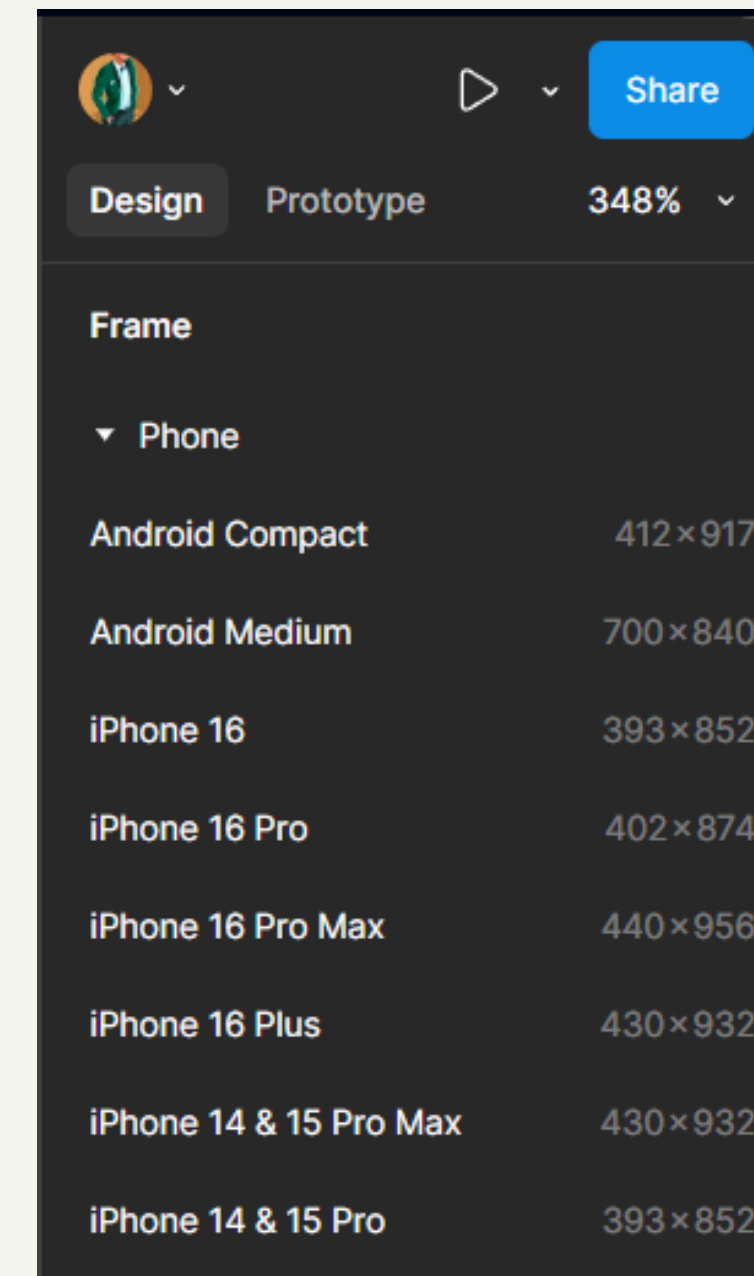 Share
Design Prototype 348%
Frame
Phone
Android Compact 412×917
Android Medium 700×840
iPhone 16 393×852
iPhone 16 Pro 402×874
iPhone 16 Pro Max 440×956
iPhone 16 Plus 430×932
iPhone 14 & 15 Pro Max 430×932
iPhone 14 & 15 Pro 393×852